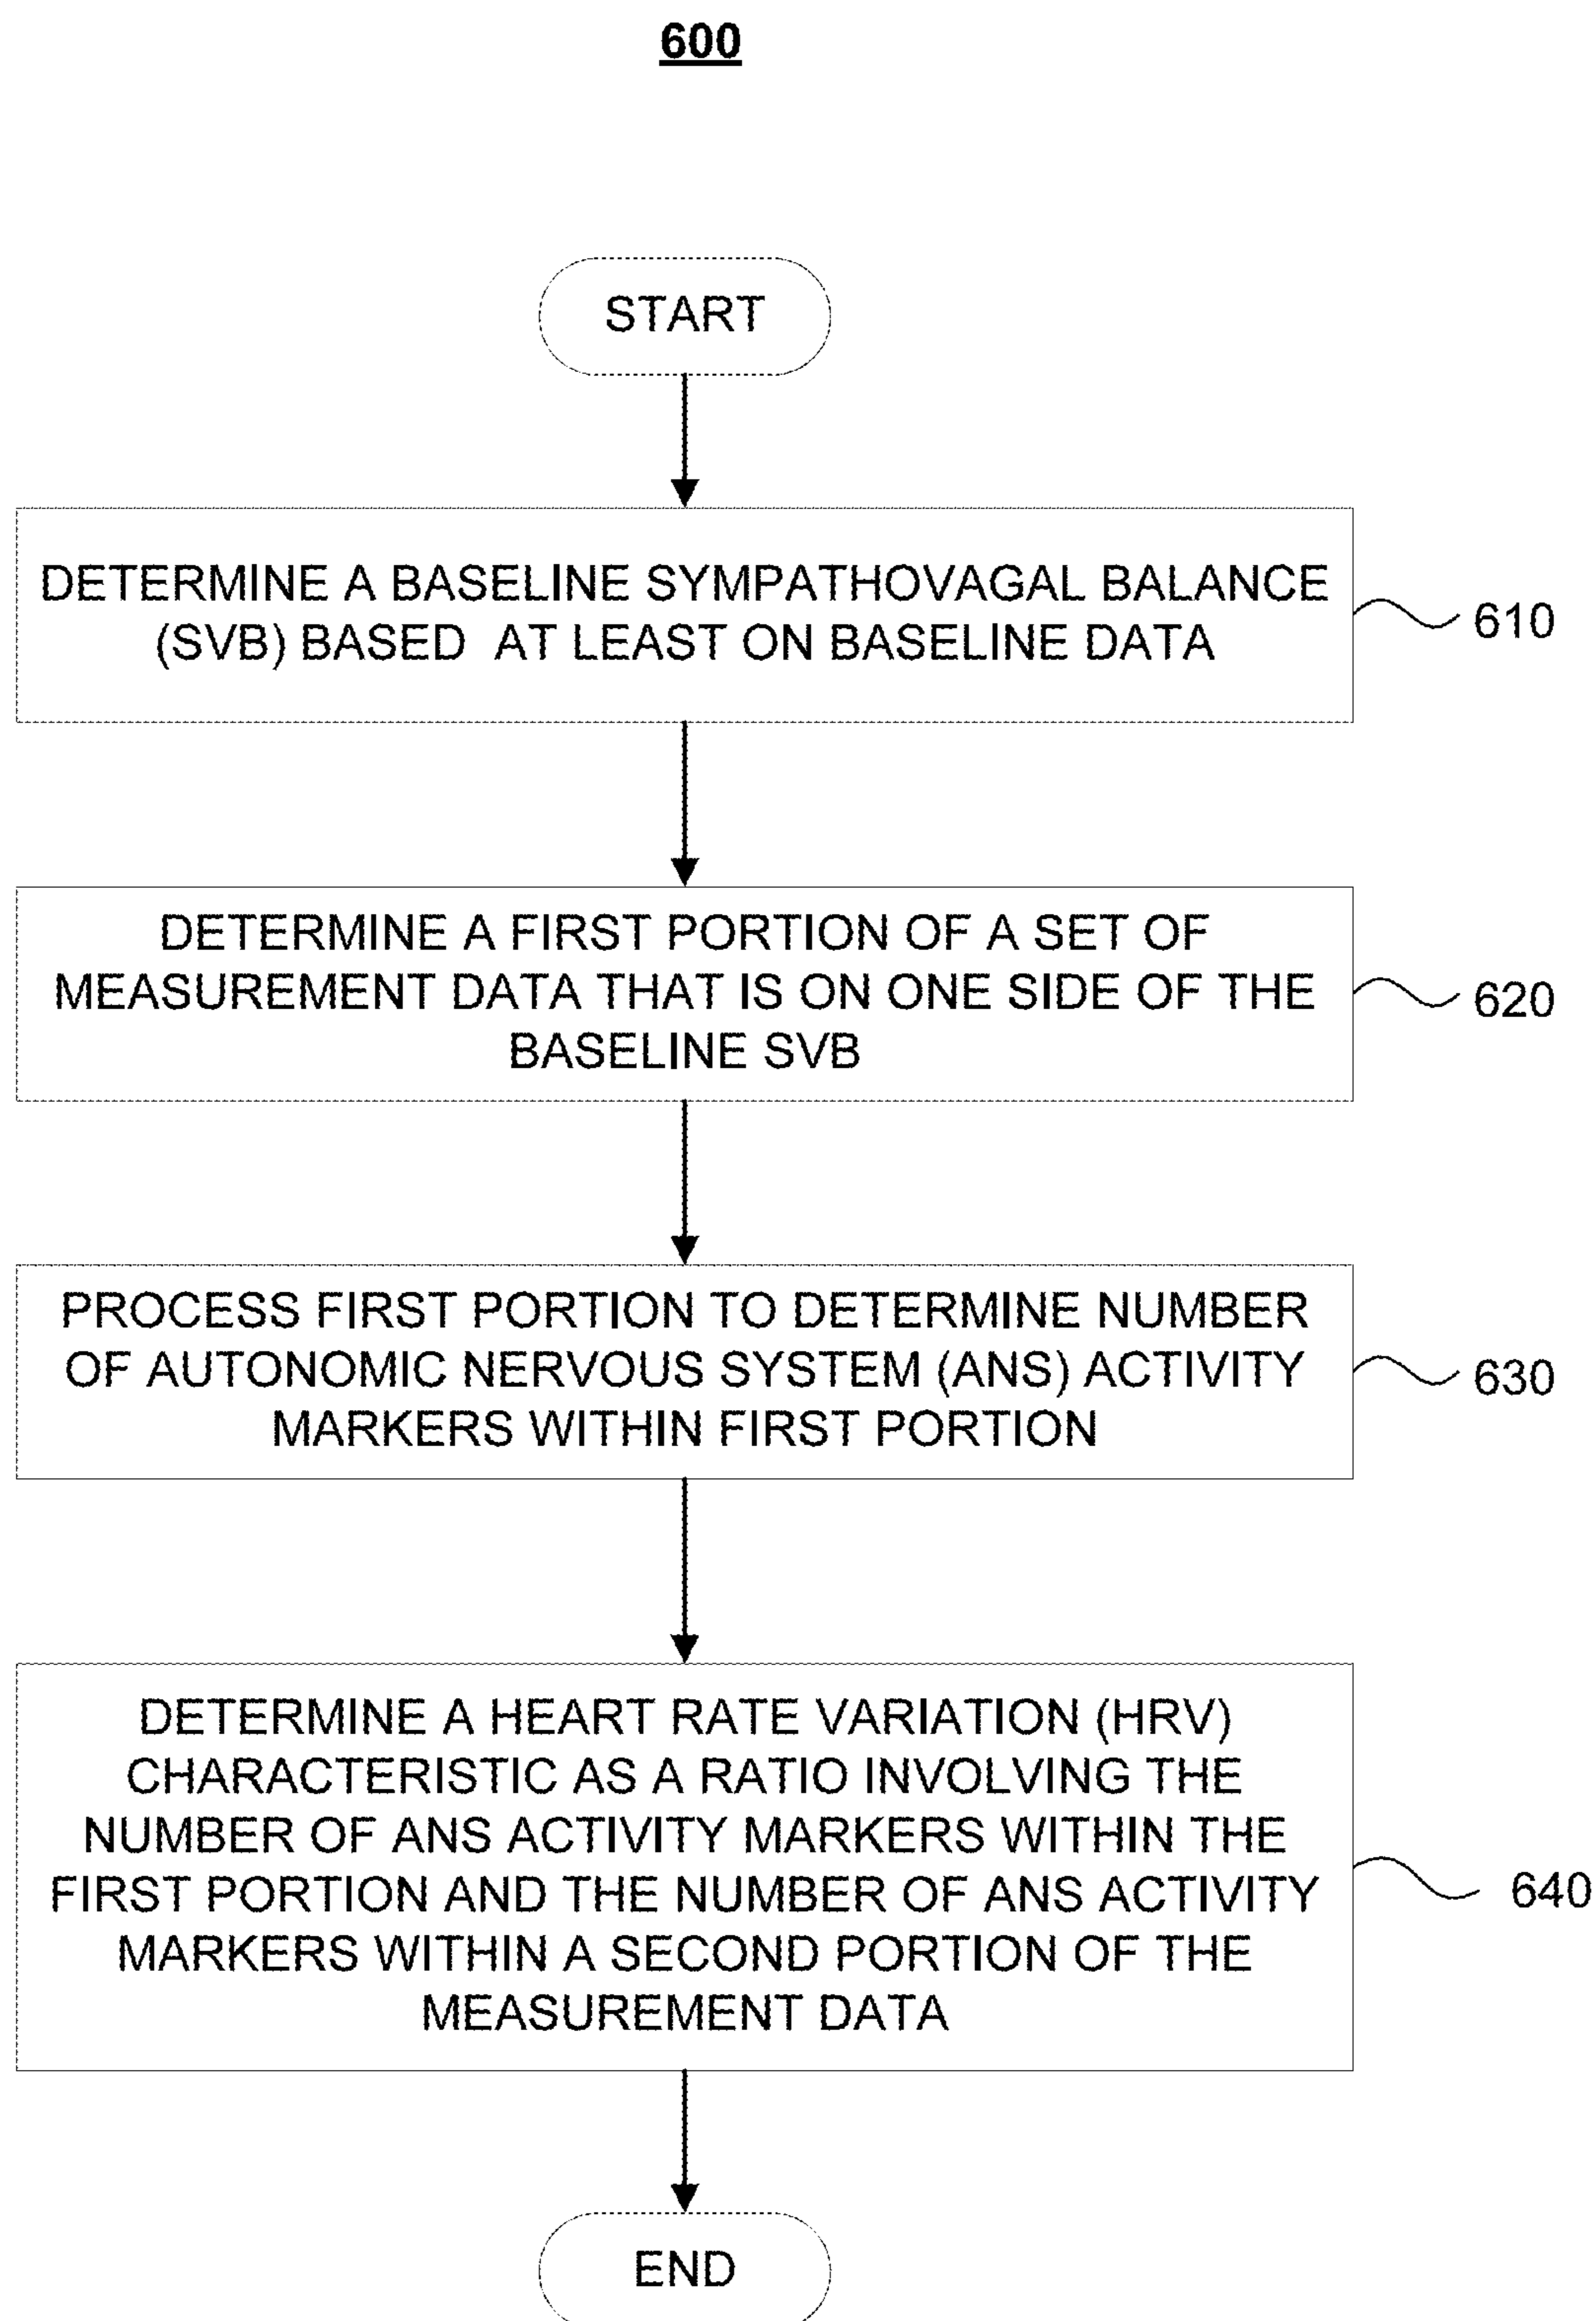 600
START
DETERMINE A BASELINE SYMPATHOVAGAL BALANCE
(SVB) BASED AT LEAST ON BASELINE DATA
610
DETERMINE A FIRST PORTION OF A SET OF
MEASUREMENT DATA THAT IS ON ONE SIDE OF THE
BASELINE SVB
620
PROCESS FIRST PORTION TO DETERMINE NUMBER
OF AUTONOMIC NERVOUS SYSTEM (ANS) ACTIVITY
MARKERS WITHIN FIRST PORTION
630
DETERMINE A HEART RATE VARIATION (HRV)
CHARACTERISTIC AS A RATIO INVOLVING THE
NUMBER OF ANS ACTIVITY MARKERS WITHIN THE
FIRST PORTION AND THE NUMBER OF ANS ACTIVITY
MARKERS WITHIN A SECOND PORTION OF THE
MEASUREMENT DATA
640
END